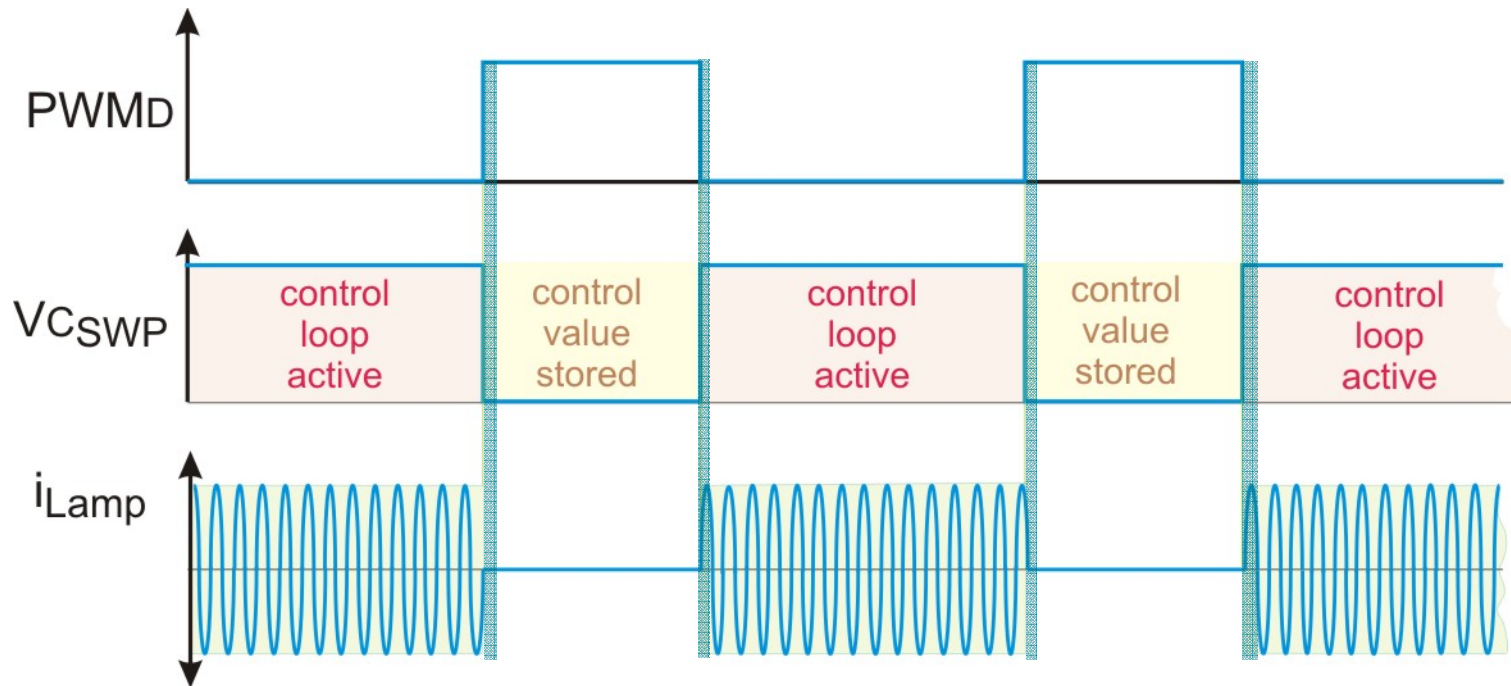 PWMD
VCSWP
control
loop
active
control
value
stored
control
loop
active
control
value
stored
control
loop
active
iLamp